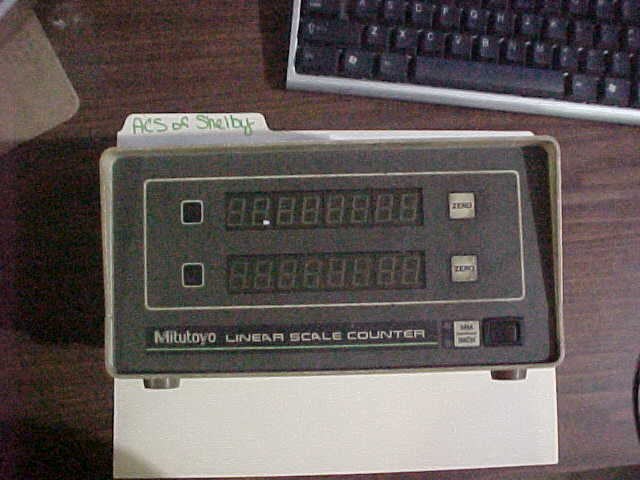 ACS of Shelby
ZERO
ZERO
Mitutoyo LINEAR SCALE COUNTER
MM
INCH